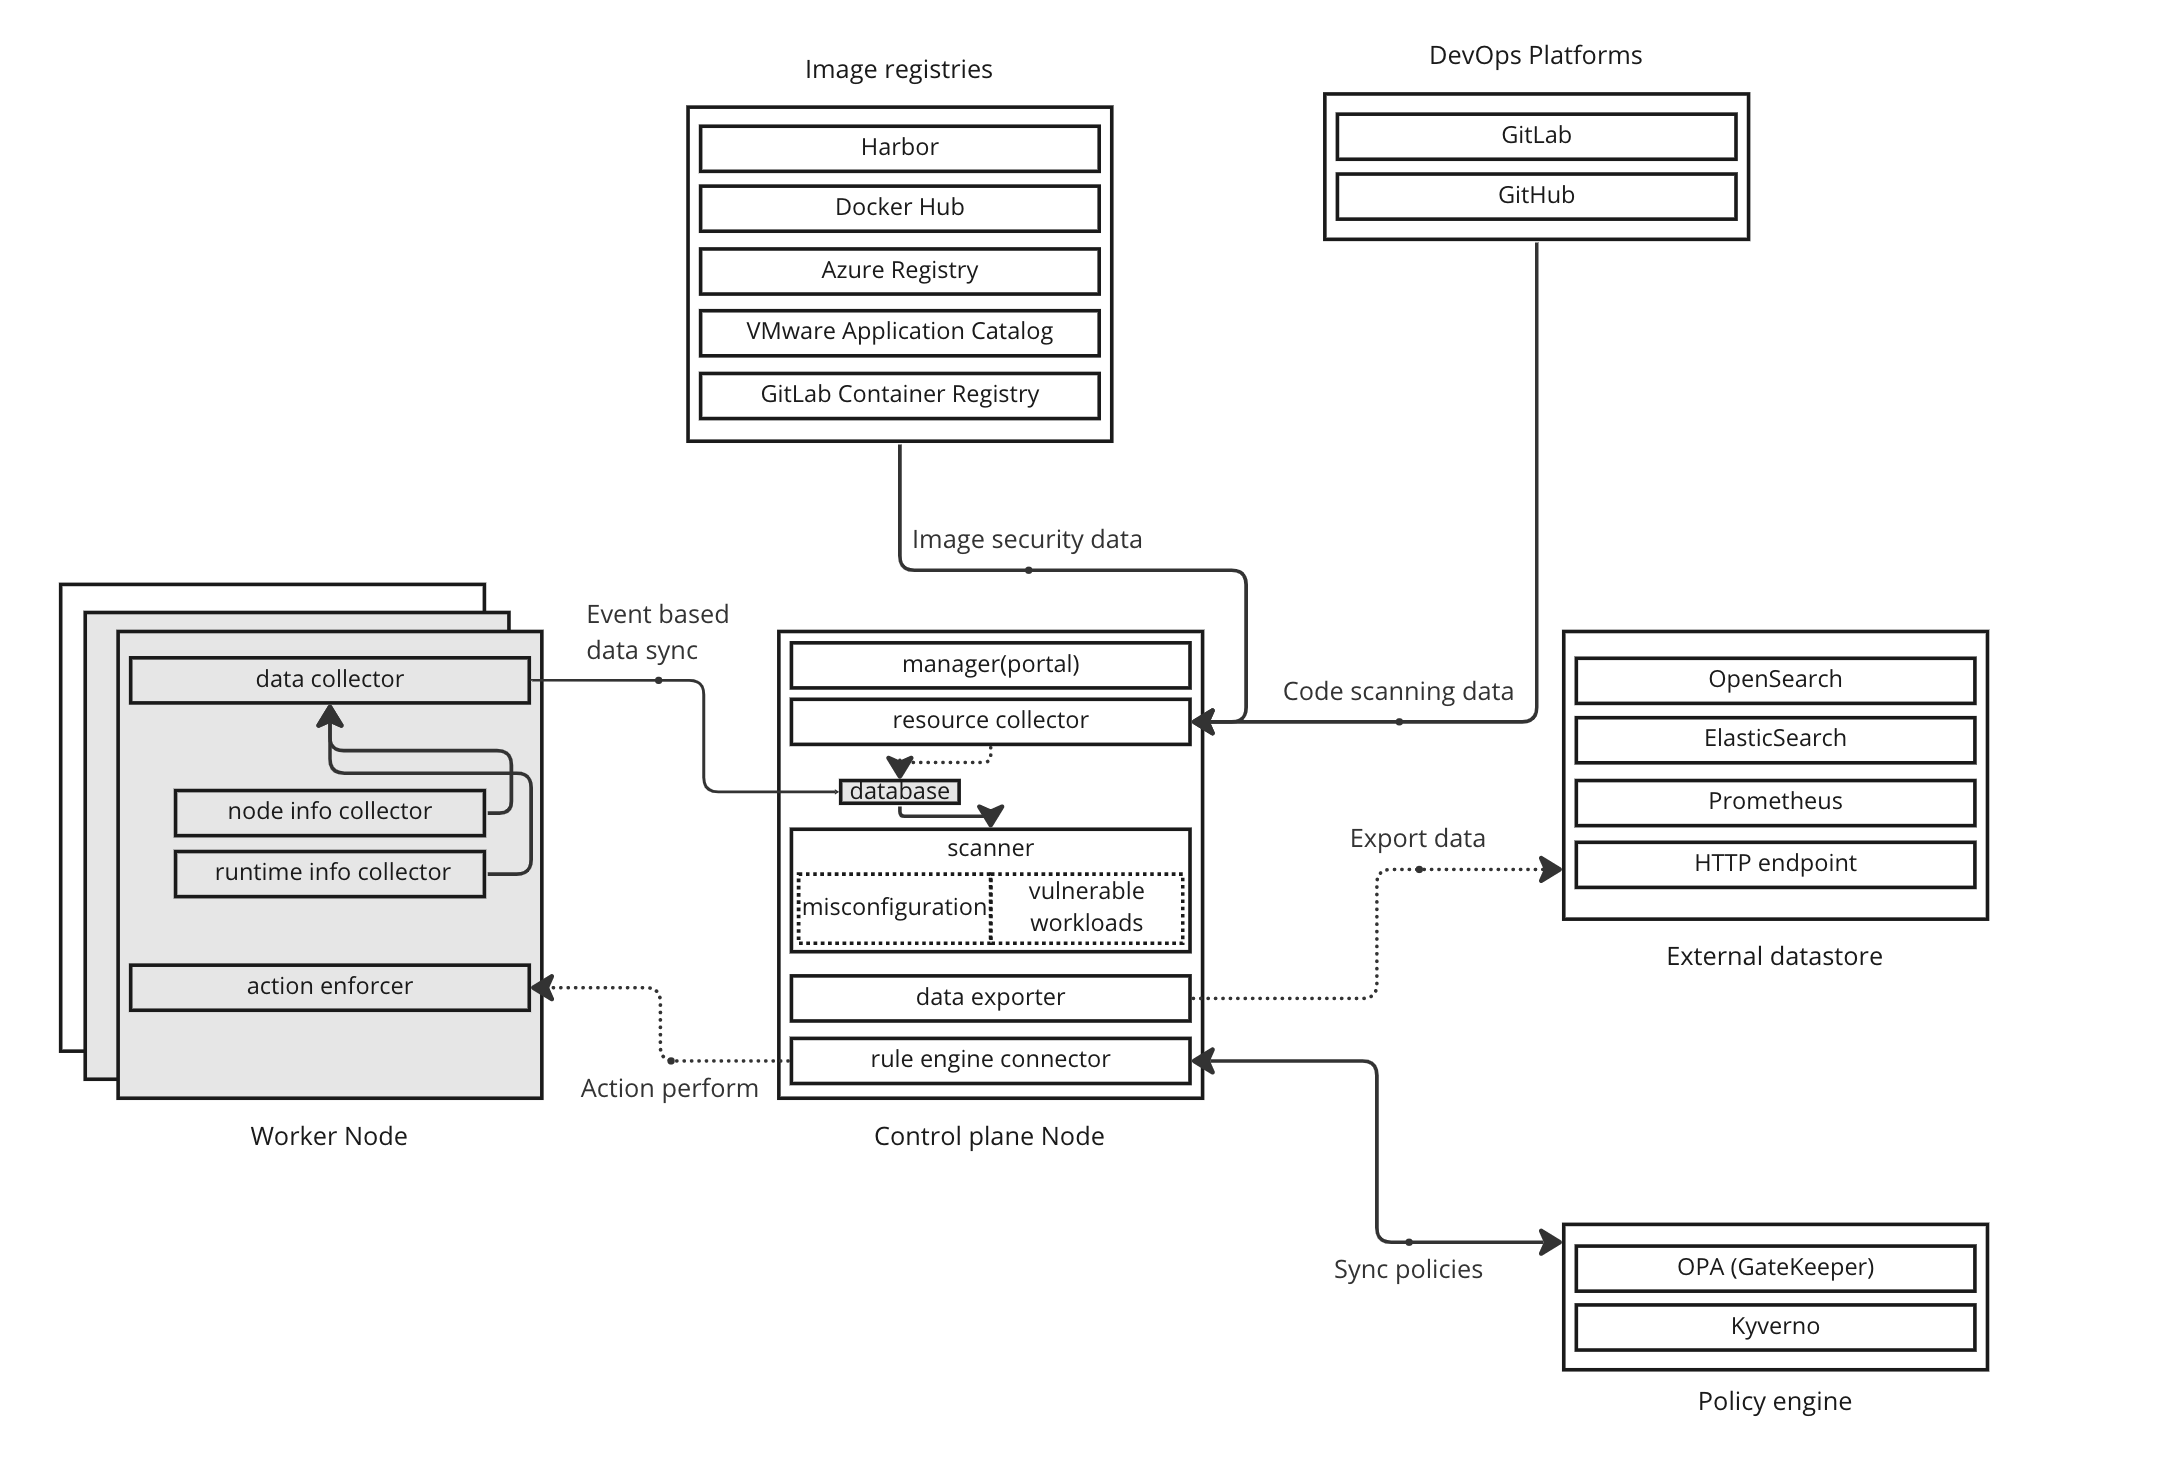 Image registries
Harbor
Docker Hub
Azure Registry
VMware Application Catalog
GitLab Container Registry
DevOps Platforms
GitLab
GitHub
Image security data
Code scanning data
Event based
data sync
data collector
node info collector
runtime info collector
action enforcer
Worker Node
Action perform
manager(portal)
resource collector
database
scanner
misconfiguration
vulnerable
workloads
data exporter
rule engine connector
Control plane Node
Export data
OpenSearch
ElasticSearch
Prometheus
HTTP endpoint
External datastore
Sync policies
OPA (GateKeeper)
Kyverno
Policy engine